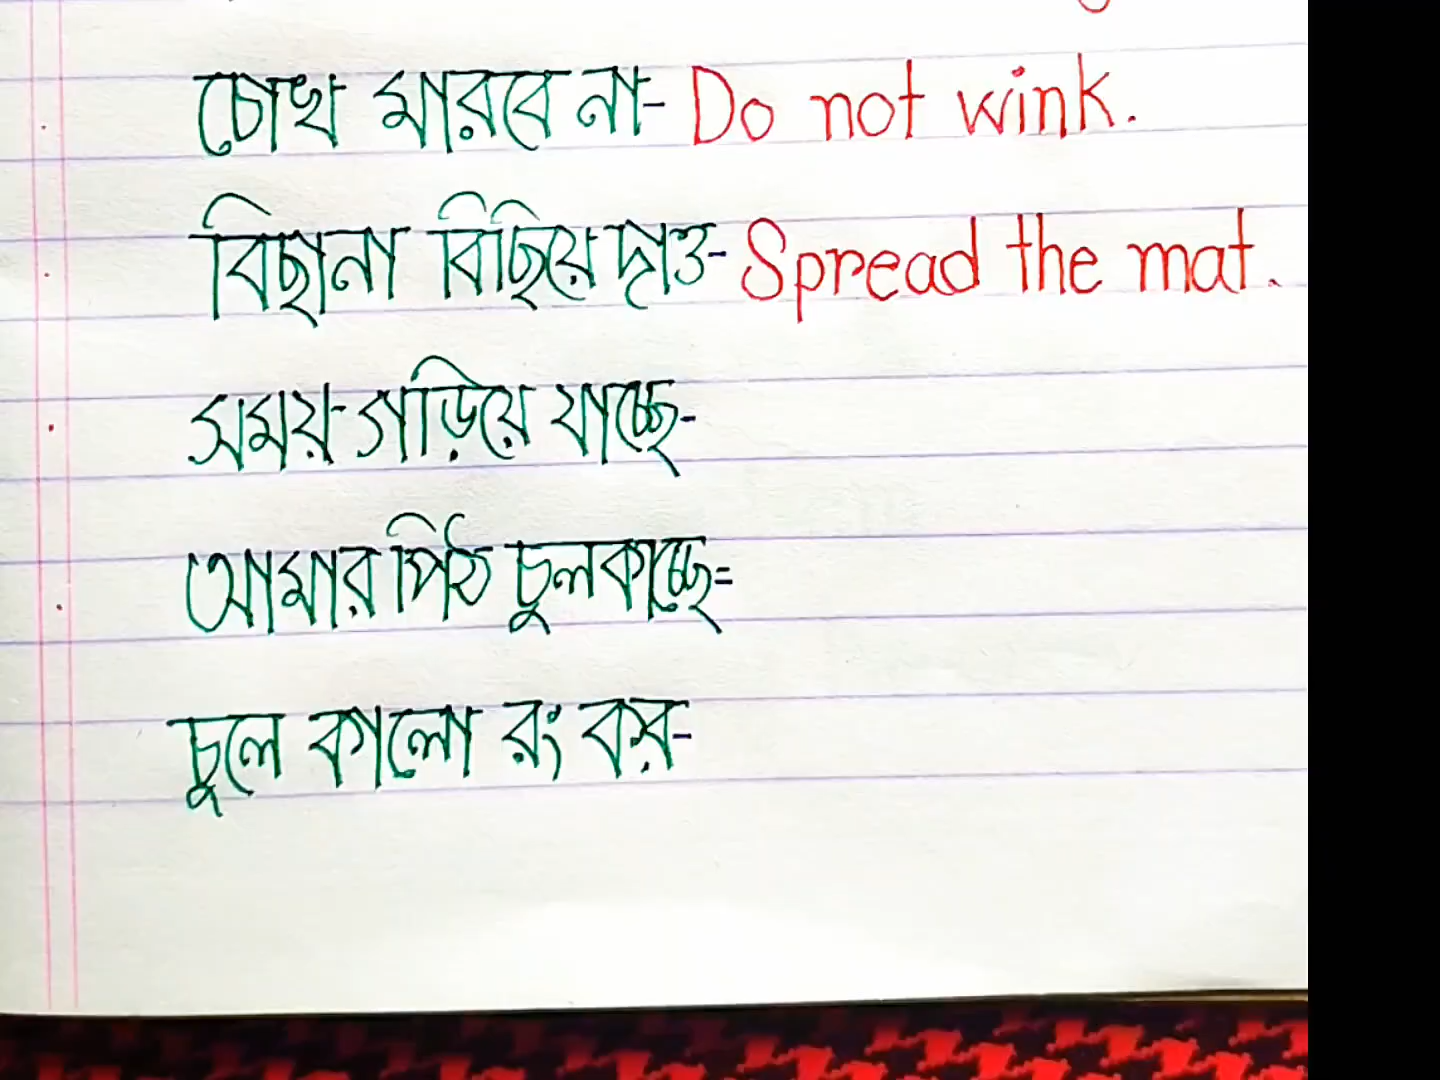 চোখ মারবে না- Do not wink.
বিছানা বিছিয়ে দাও- Spread the mat.
সময় গড়িয়ে যাচ্ছে-
আমার পিঠ চুলকাচ্ছে=
চুলে কালো রং কর-